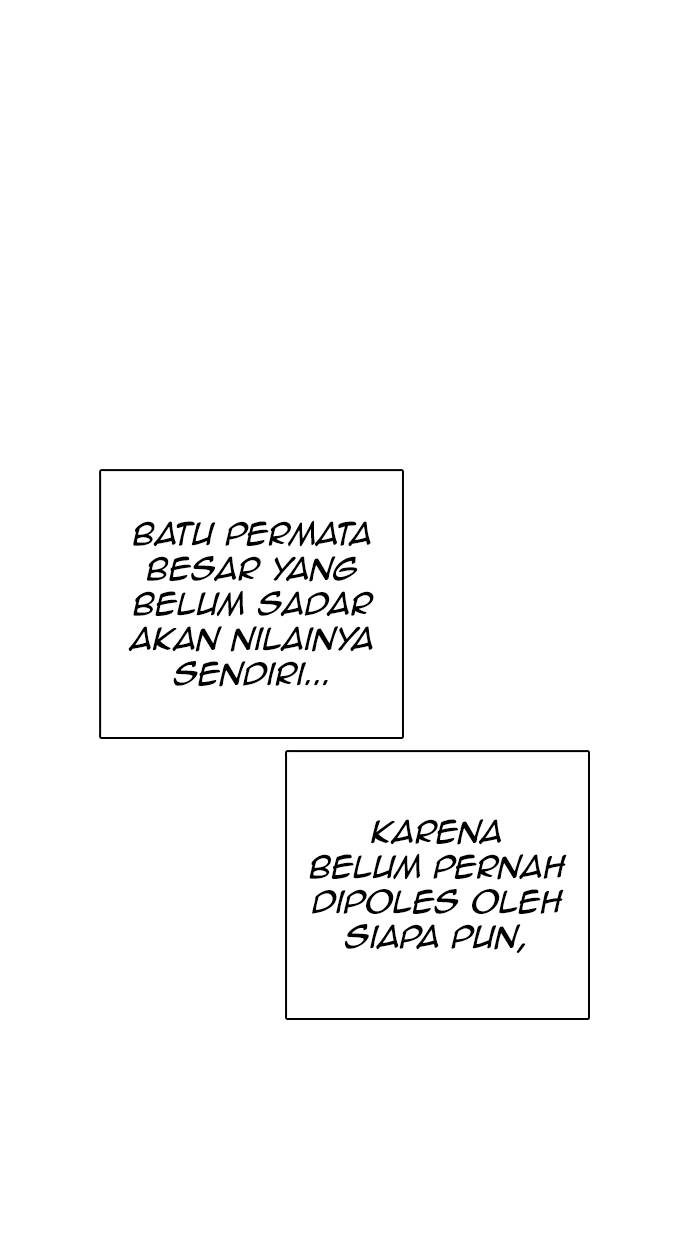 BATU PERMATA
BESAR YANG
BELUM SADAR
AKAN NILAINYA
SENDIRI...
KARENA
BELUM PERNAH
DIPOLES OLEH
SIAPA PUN,